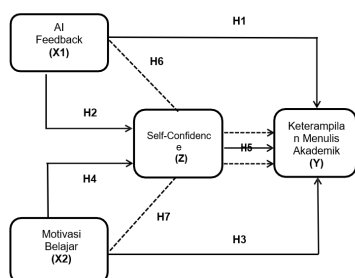 AI
Feedback
(X1)
H1
H6
H2
Self-Confidenc
e
(Z)
H5
Keterampila
n Menulis
Akademik
(Y)
H4
H7
Motivasi
Belajar
(X2)
H3